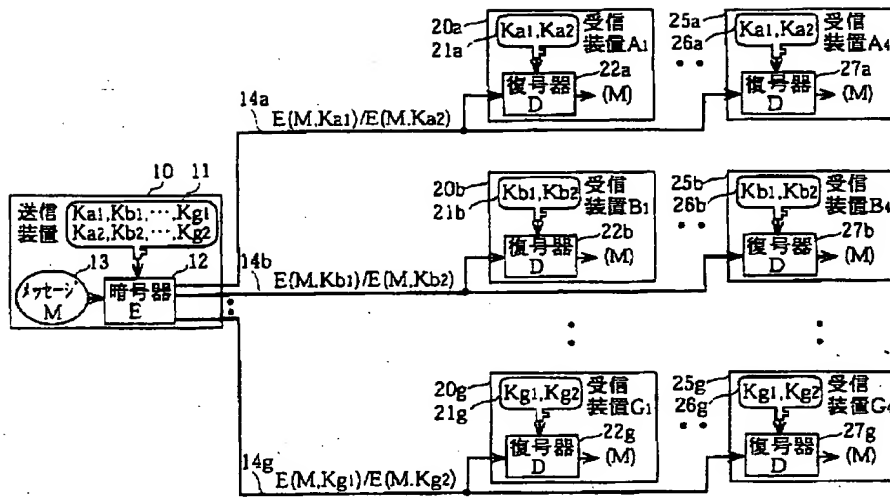 20a
21a
Ka1,Ka2
受信
装置A1
22a
復号器
D
(M)
25a
26a
Ka1,Ka2
受信
装置A4
27a
復号器
D
(M)
14a
E(M,Ka1)/E(M,Ka2)
10
11
送信
装置
Ka1,Kb1,…,Kg1
Ka2,Kb2,…,Kg2
13
12
メッセージ
M
暗号器
E
20b
21b
Kb1,Kb2
受信
装置B1
22b
復号器
D
(M)
25b
26b
Kb1,Kb2
受信
装置B4
27b
復号器
D
(M)
14b
E(M,Kb1)/E(M,Kb2)
20g
21g
Kg1,Kg2
受信
装置G1
22g
復号器
D
(M)
25g
26g
Kg1,Kg2
受信
装置G4
27g
復号器
D
(M)
14g
E(M,Kg1)/E(M,Kg2)